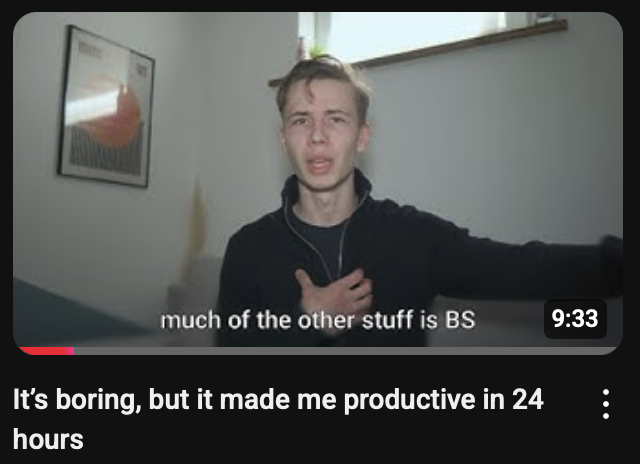 much of the other stuff is BS
9:33
It’s boring, but it made me productive in 24
hours